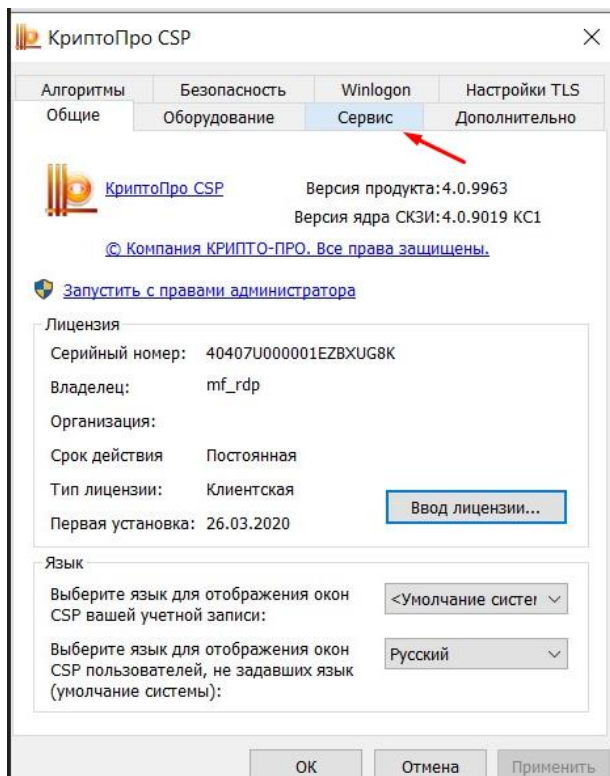 КриптоПро CSP
Алгоритмы Безопасность Winlogon Настройки TLS
Общие Оборудование Сервис Дополнительно
КриптоПро CSP Версия продукта:4.0.9963
Версия ядра СКЗИ:4.0.9019 КС1
© Компания КРИПТО-ПРО. Все права защищены.
Запустить с правами администратора
Лицензия
Серийный номер: 40407U000001EZBXUG8K
Владелец: mf_rdp
Организация:
Срок действия Постоянная
Тип лицензии: Клиентская
Ввод лицензии...
Первая установка: 26.03.2020
Язык
Выберите язык для отображения окон
CSP вашей учетной записи:
<Умолчание систег
Выберите язык для отображения окон
CSP пользователей, не задавших язык
(умолчание системы):
Русский
ОК Отмена Применить